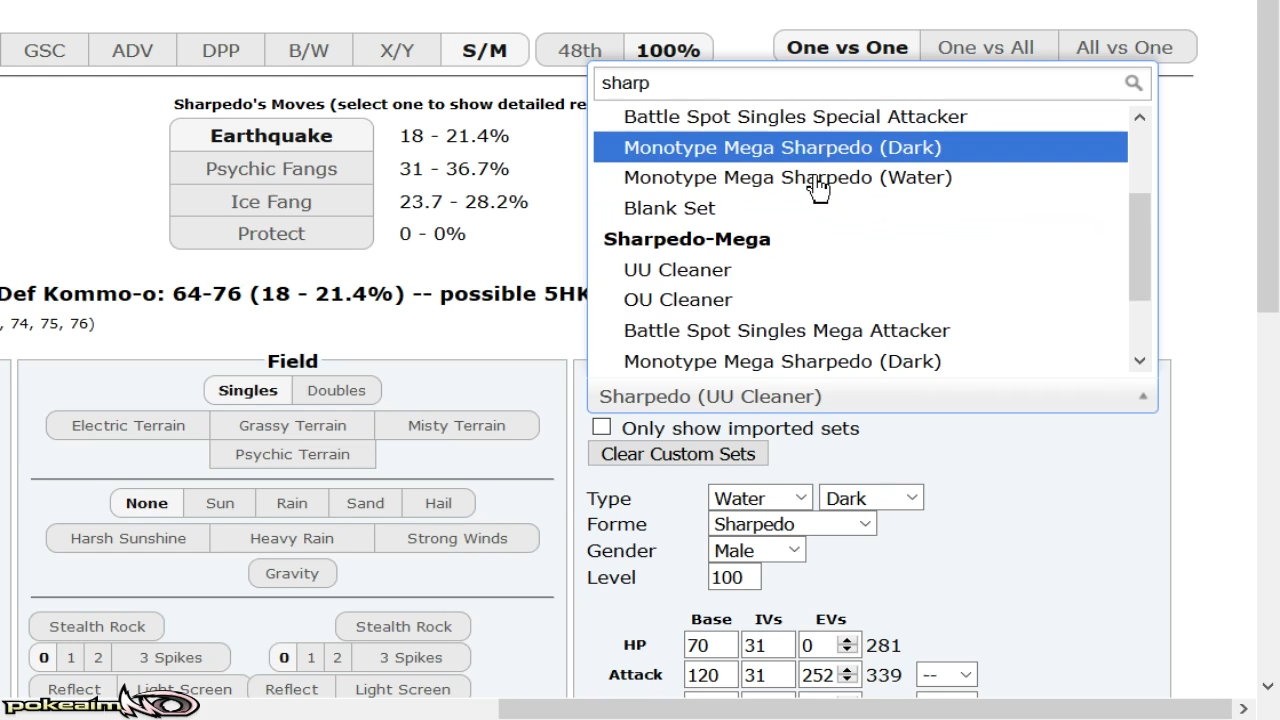 GSC ADV DPP B/W X/Y S/M 48th 100% One vs One One vs All All vs One
sharp
Sharpedo's Moves (select one to show detailed re
Earthquake 18 - 21.4%
Psychic Fangs 31 - 36.7%
Ice Fang 23.7 - 28.2%
Protect 0 - 0%
Battle Spot Singles Special Attacker
Monotype Mega Sharpedo (Dark)
Monotype Mega Sharpedo (Water)
Blank Set
Sharpedo-Mega
UU Cleaner
OU Cleaner
Battle Spot Singles Mega Attacker
Monotype Mega Sharpedo (Dark)
Sharpedo (UU Cleaner)
Def Kommo-o: 64-76 (18 - 21.4%) -- possible 5HK
, 74, 75, 76)
Field
Singles Doubles
Electric Terrain Grassy Terrain Misty Terrain
Psychic Terrain
None Sun Rain Sand Hail
Harsh Sunshine Heavy Rain Strong Winds
Gravity
Stealth Rock Stealth Rock
0 1 2 3 Spikes 0 1 2 3 Spikes
Reflect Light Screen Reflect Light Screen
Only show imported sets
Clear Custom Sets
Type Water Dark
Forme Sharpedo
Gender Male
Level 100
Base IVs EVs
HP 70 31 0 281
Attack 120 31 252 339 --
pokeaimMD